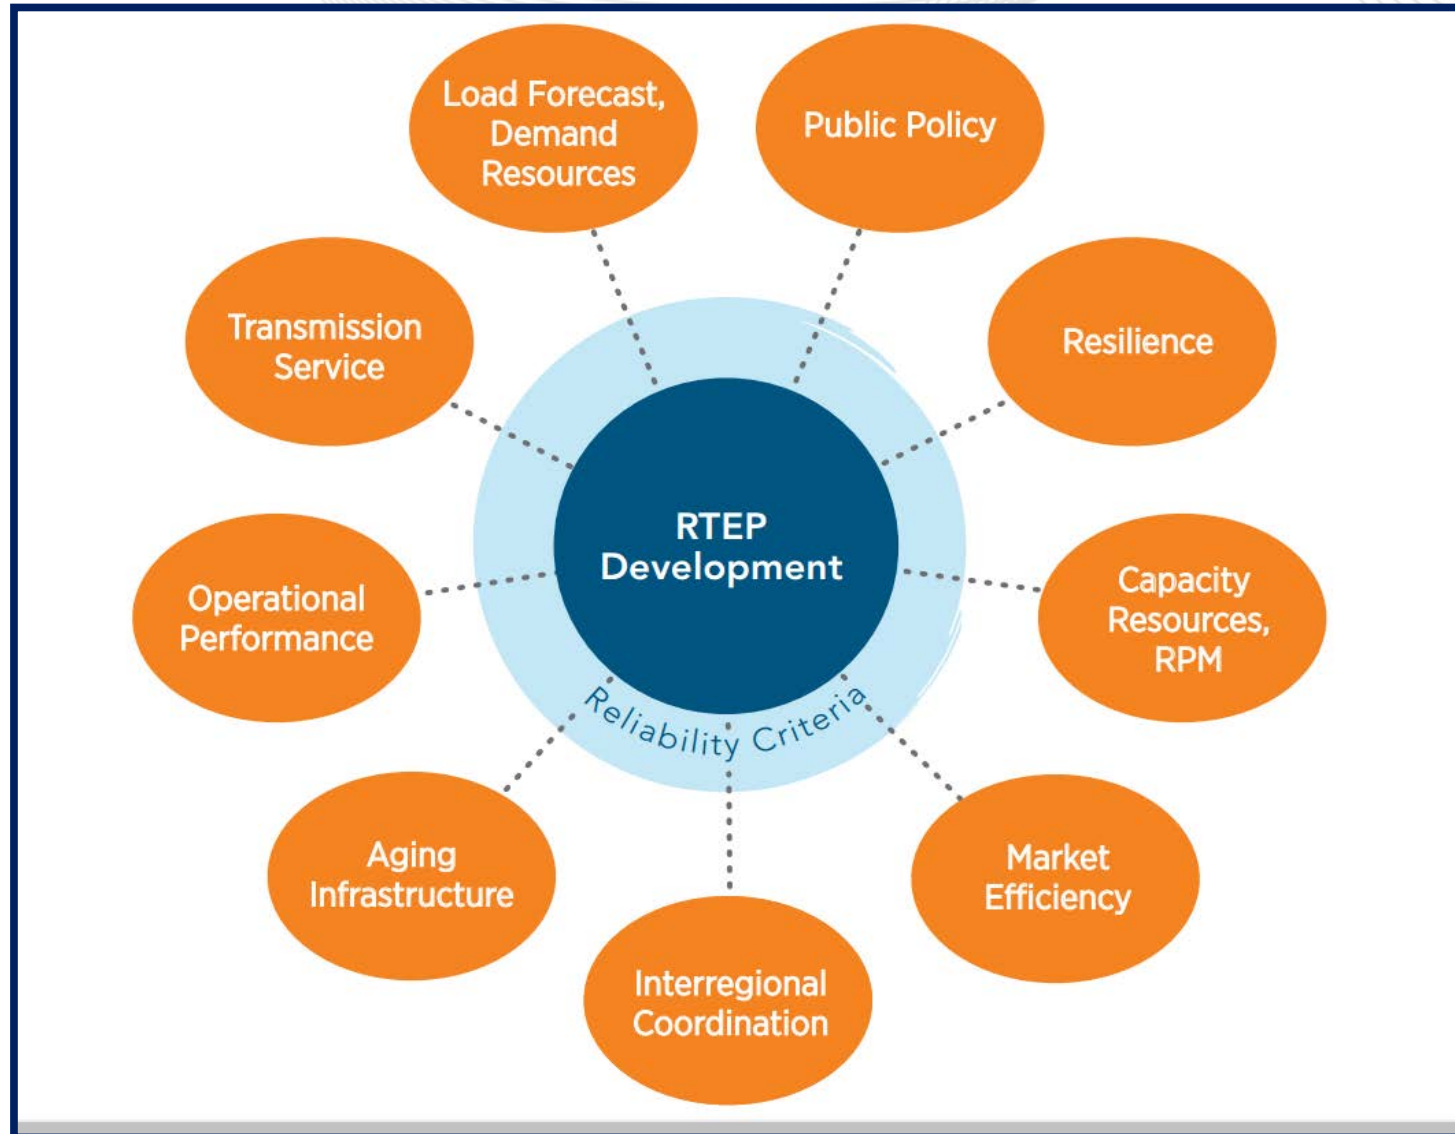 Load Forecast,
Demand
Resources
Public Policy
Transmission
Service
Resilience
RTEP
Development
Operational
Performance
Capacity
Resources,
RPM
Reliability Criteria
Aging
Infrastructure
Market
Efficiency
Interregional
Coordination